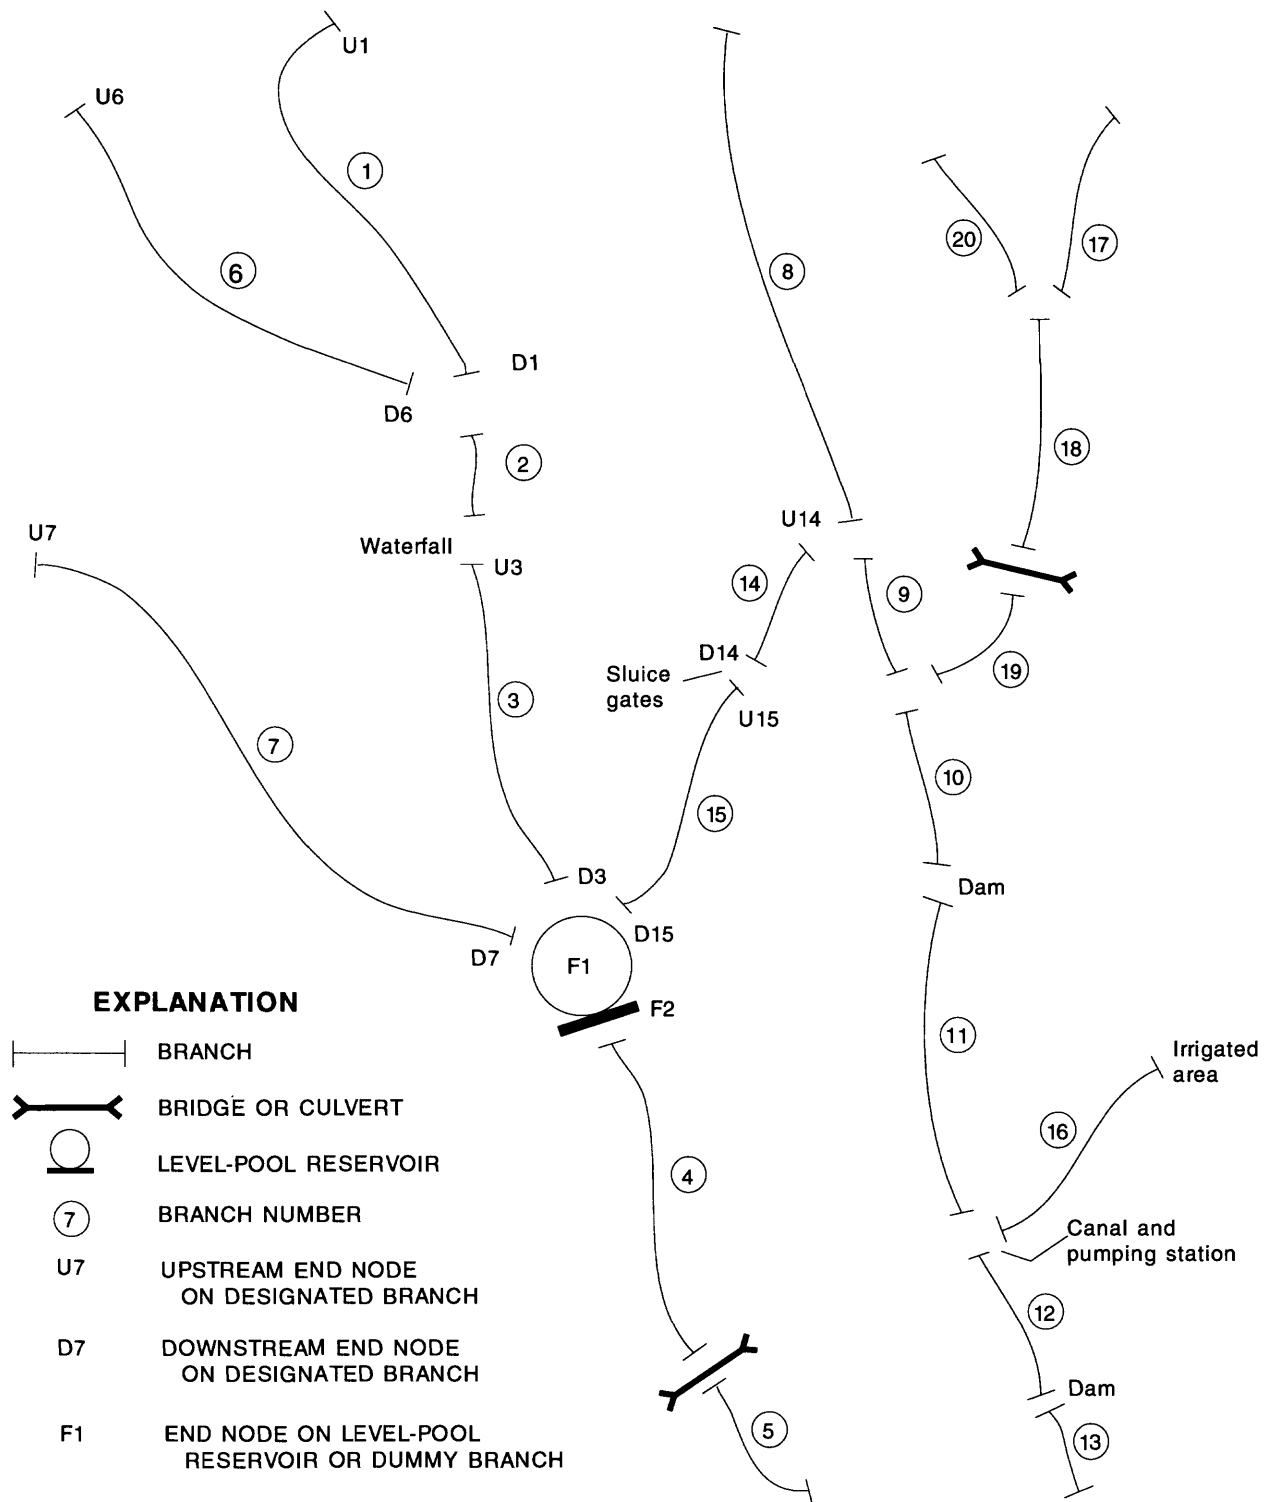 U1
U6
1
20
17
6
8
D1
D6
2
18
U14
U7
Waterfall
U3
14
9
D14
Sluice
gates
19
3
U15
7
10
15
D3
Dam
D15
D7
F1
EXPLANATION
F2
BRANCH
11
Irrigated
area
BRIDGE OR CULVERT
16
LEVEL-POOL RESERVOIR
4
7
BRANCH NUMBER
Canal and
pumping station
U7
UPSTREAM END NODE
ON DESIGNATED BRANCH
12
D7
DOWNSTREAM END NODE
ON DESIGNATED BRANCH
Dam
F1
END NODE ON LEVEL-POOL
RESERVOIR OR DUMMY BRANCH
5
13